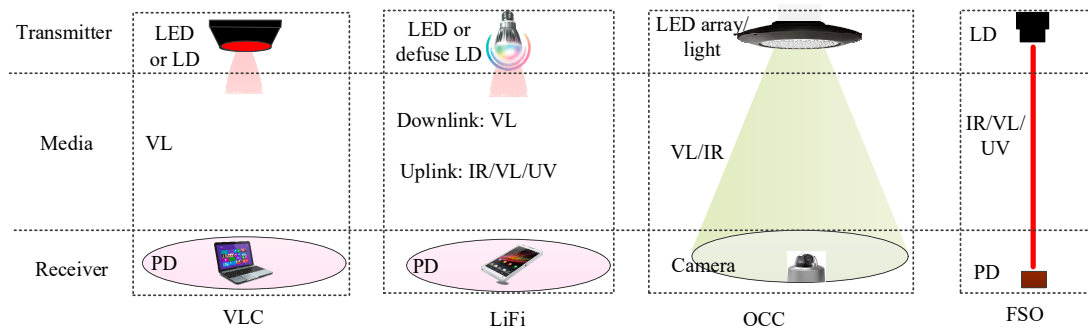 Transmitter
LED
or LD
LED or
defuse LD
LED array/
light
LD
Media
VL
Downlink: VL
Uplink: IR/VL/UV
VL/IR
IR/VL/
UV
Receiver
PD
PD
Camera
PD
VLC
LiFi
OCC
FSO